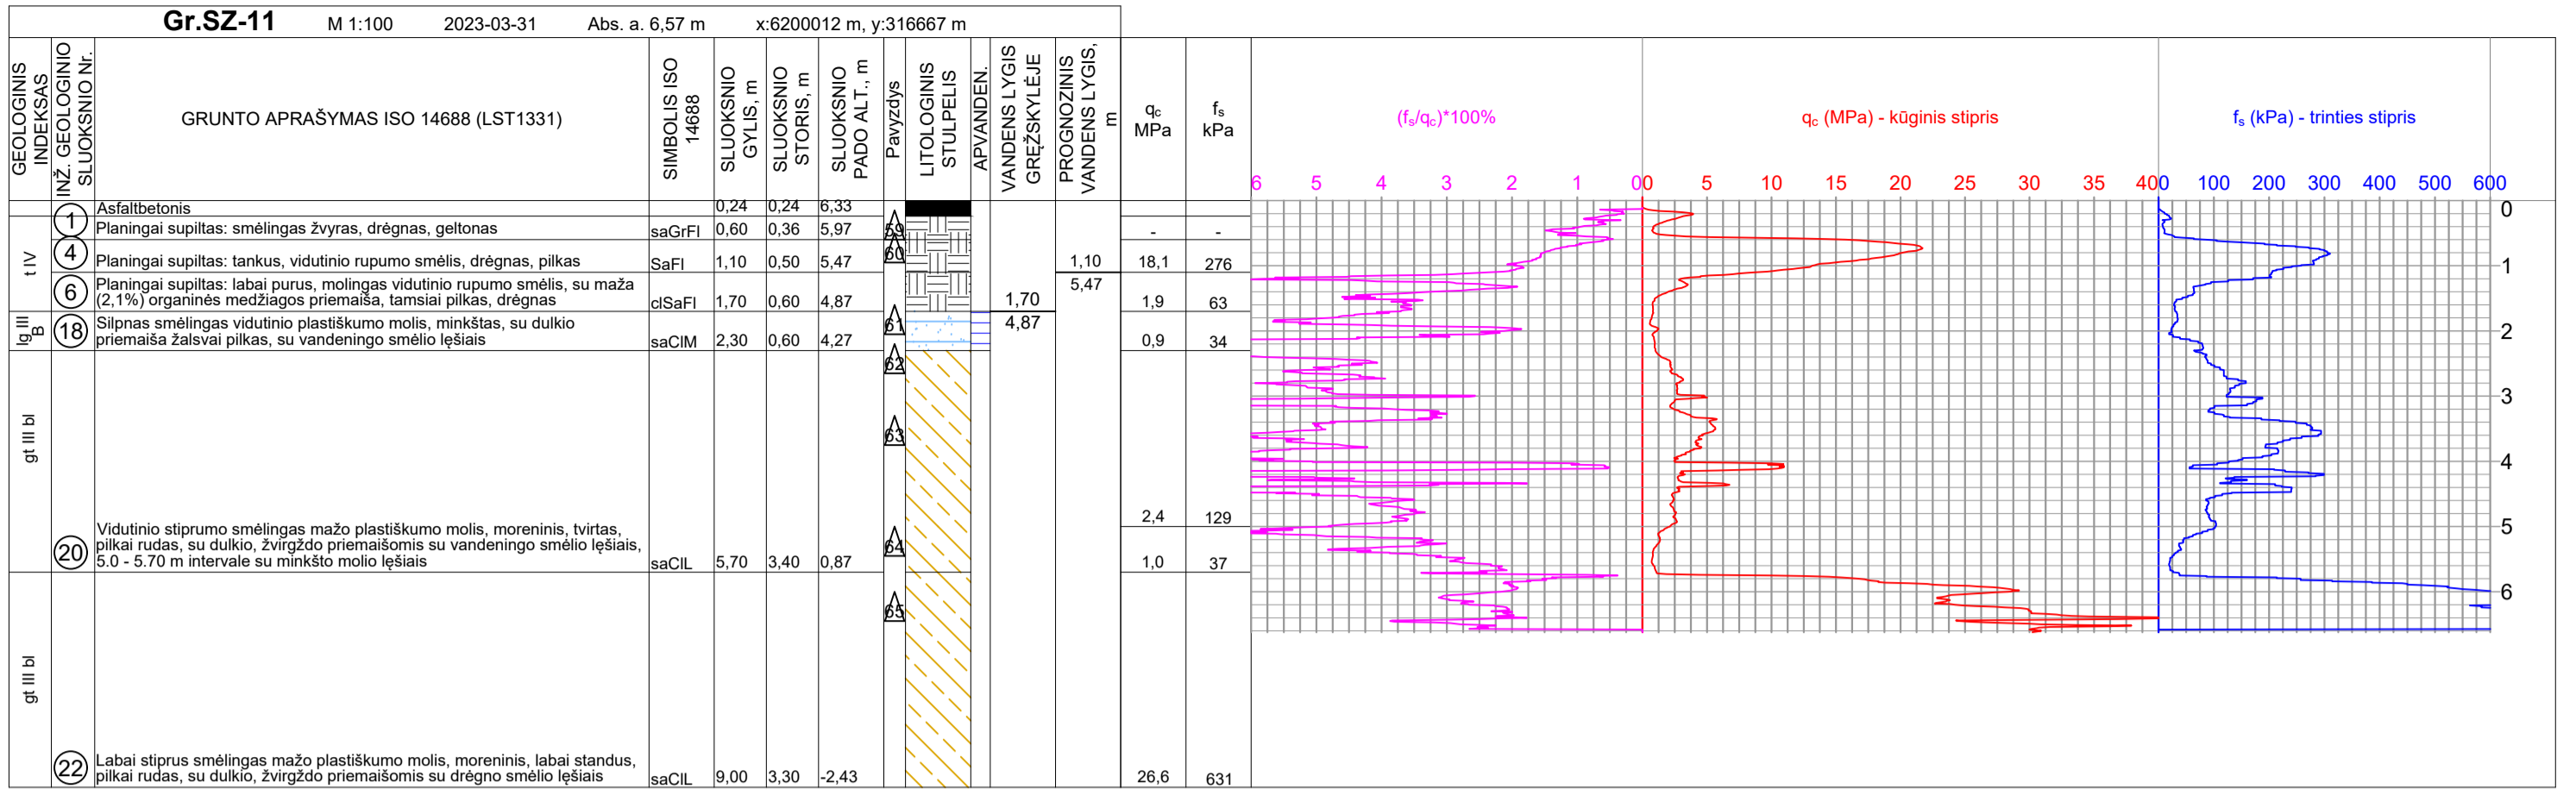 Gr.SZ-11 M 1:100 2023-03-31 Abs. a. 6,57 m x:6200012 m, y:316667 m
GEOLOGINIS
INDEKSAS
INŽ. GEOLOGINIO
SLUOKSNIO Nr.
GRUNTO APRAŠYMAS ISO 14688 (LST1331)
SIMBOLIS ISO
14688
SLUOKSNIO
GYLIS, m
SLUOKSNIO
STORIS, m
SLUOKSNIO
PADO ALT., m
Pavyzdys
LITOLOGINIS
STULPELIS
APVANDEN.
VANDENS LYGIS
GRĘŽSKYLĖJE
PROGNOZINIS
VANDENS LYGIS,
m
qc
MPa
fs
kPa
(fs/qc)*100%
qc (MPa) - kūginis stipris
fs (kPa) - trinties stipris
6 5 4 3 2 1 0
0 5 10 15 20 25 30 35 40
0 100 200 300 400 500 600
t IV
1
Asfaltbetonis 0,24 0,24 6,33
Planingai supiltas: smėlingas žvyras, drėgnas, geltonas saGrFl 0,60 0,36 5,97 59 - -
4
Planingai supiltas: tankus, vidutinio rupumo smėlis, drėgnas, pilkas SaFl 1,10 0,50 5,47 60 1,10 18,1 276
5,47
6
Planingai supiltas: labai purus, molingas vidutinio rupumo smėlis, su maža
(2,1%) organinės medžiagos priemaiša, tamsiai pilkas, drėgnas clSaFl 1,70 0,60 4,87 1,70 1,9 63
4,87
lg III B
18
Silpnas smėlingas vidutinio plastiškumo molis, minkštas, su dulkio 61
priemaiša žalsvai pilkas, su vandeningo smėlio lęšiais saClM 2,30 0,60 4,27 0,9 34
62
63
gt III bl
2,4 129
20
Vidutinio stiprumo smėlingas mažo plastiškumo molis, moreninis, tvirtas,
pilkai rudas, su dulkio, žvirgždo priemaišomis su vandeningo smėlio lęšiais, 64
5.0 - 5.70 m intervale su minkšto molio lęšiais saClL 5,70 3,40 0,87 1,0 37
65
gt III bl
22
Labai stiprus smėlingas mažo plastiškumo molis, moreninis, labai standus,
pilkai rudas, su dulkio, žvirgždo priemaišomis su drėgno smėlio lęšiais saClL 9,00 3,30 -2,43 26,6 631
0
1
2
3
4
5
6